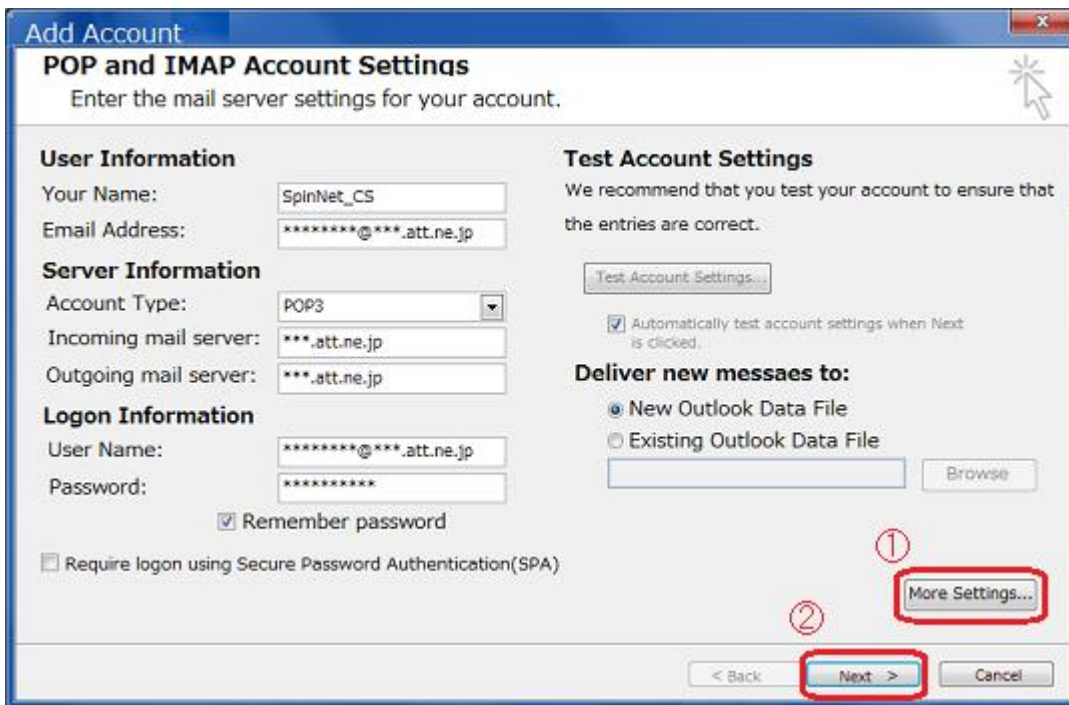 Add Account
POP and IMAP Account Settings
Enter the mail server settings for your account.
User Information
Your Name: SpinNet_CS
Email Address: ********@***.att.ne.jp
Server Information
Account Type: POP3
Incoming mail server: ***.att.ne.jp
Outgoing mail server: ***.att.ne.jp
Logon Information
User Name: ********@***.att.ne.jp
Password: **********
Remember password
Require logon using Secure Password Authentication(SPA)
Test Account Settings
We recommend that you test your account to ensure that
the entries are correct.
Test Account Settings...
Automatically test account settings when Next
is clicked.
Deliver new messaes to:
New Outlook Data File
Existing Outlook Data File
Browse
①
More Settings...
②
< Back
Next >
Cancel